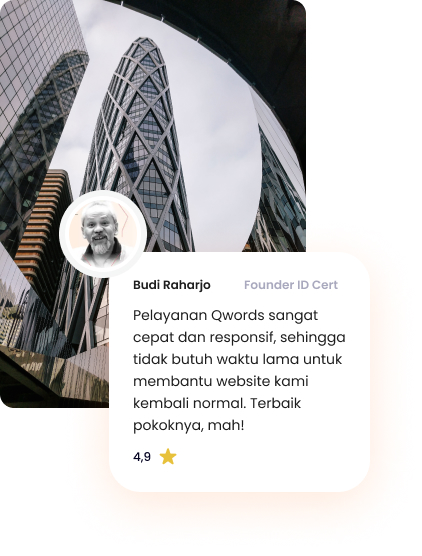 Budi Raharjo Founder ID Cert
Pelayanan Qwords sangat
cepat dan responsif, sehingga
tidak butuh waktu lama untuk
membantu website kami
kembali normal. Terbaik
pokoknya, mah!
4,9